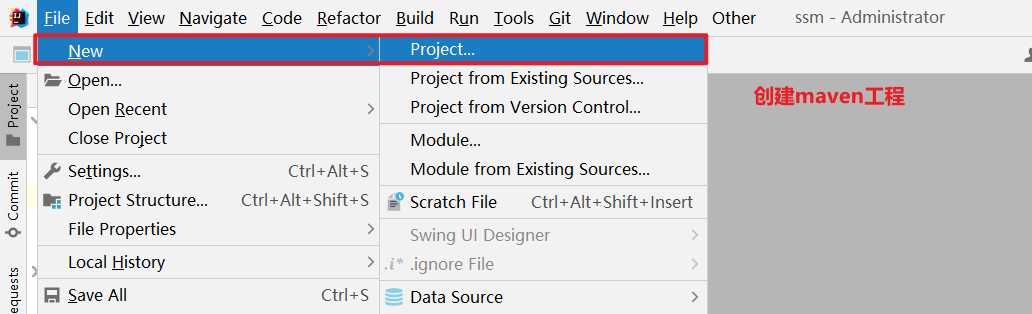 File Edit View Navigate Code Refactor Build Run Tools Git Window Help Other ssm - Administrator
New
Project...
创建maven工程
Open...
Project from Existing Sources...
Open Recent
Project from Version Control...
Close Project
Module...
Settings... Ctrl+Alt+S
Module from Existing Sources...
Project Structure... Ctrl+Alt+Shift+S
Scratch File Ctrl+Alt+Shift+Insert
File Properties
Swing UI Designer
Local History
.i* .ignore File
Save All Ctrl+S
Data Source
Project
Commit